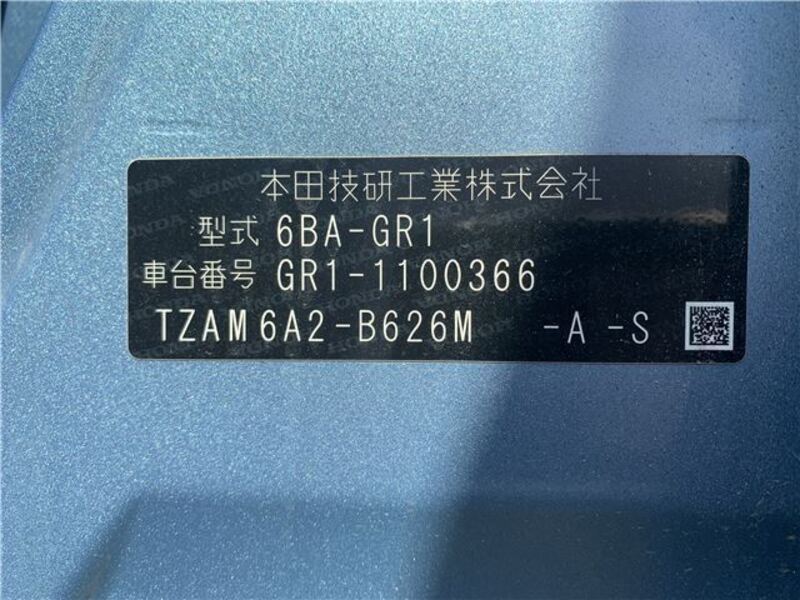 本田技研工業株式会社
型式 6BA-GR1
車台番号 GR1-1100366
TZAM6A2-B626M -A -S